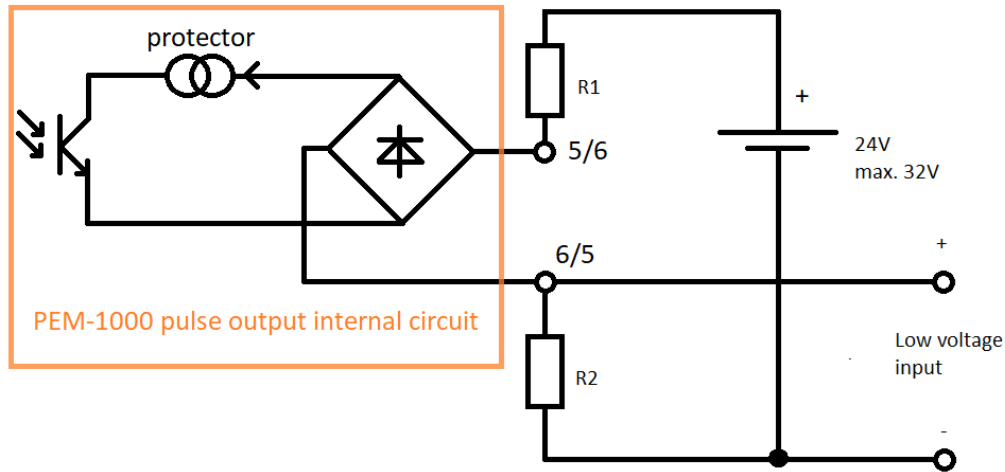 protector
R1
+
5/6
24V
max. 32V
6/5
+
PEM-1000 pulse output internal circuit
Low voltage
input
R2
-